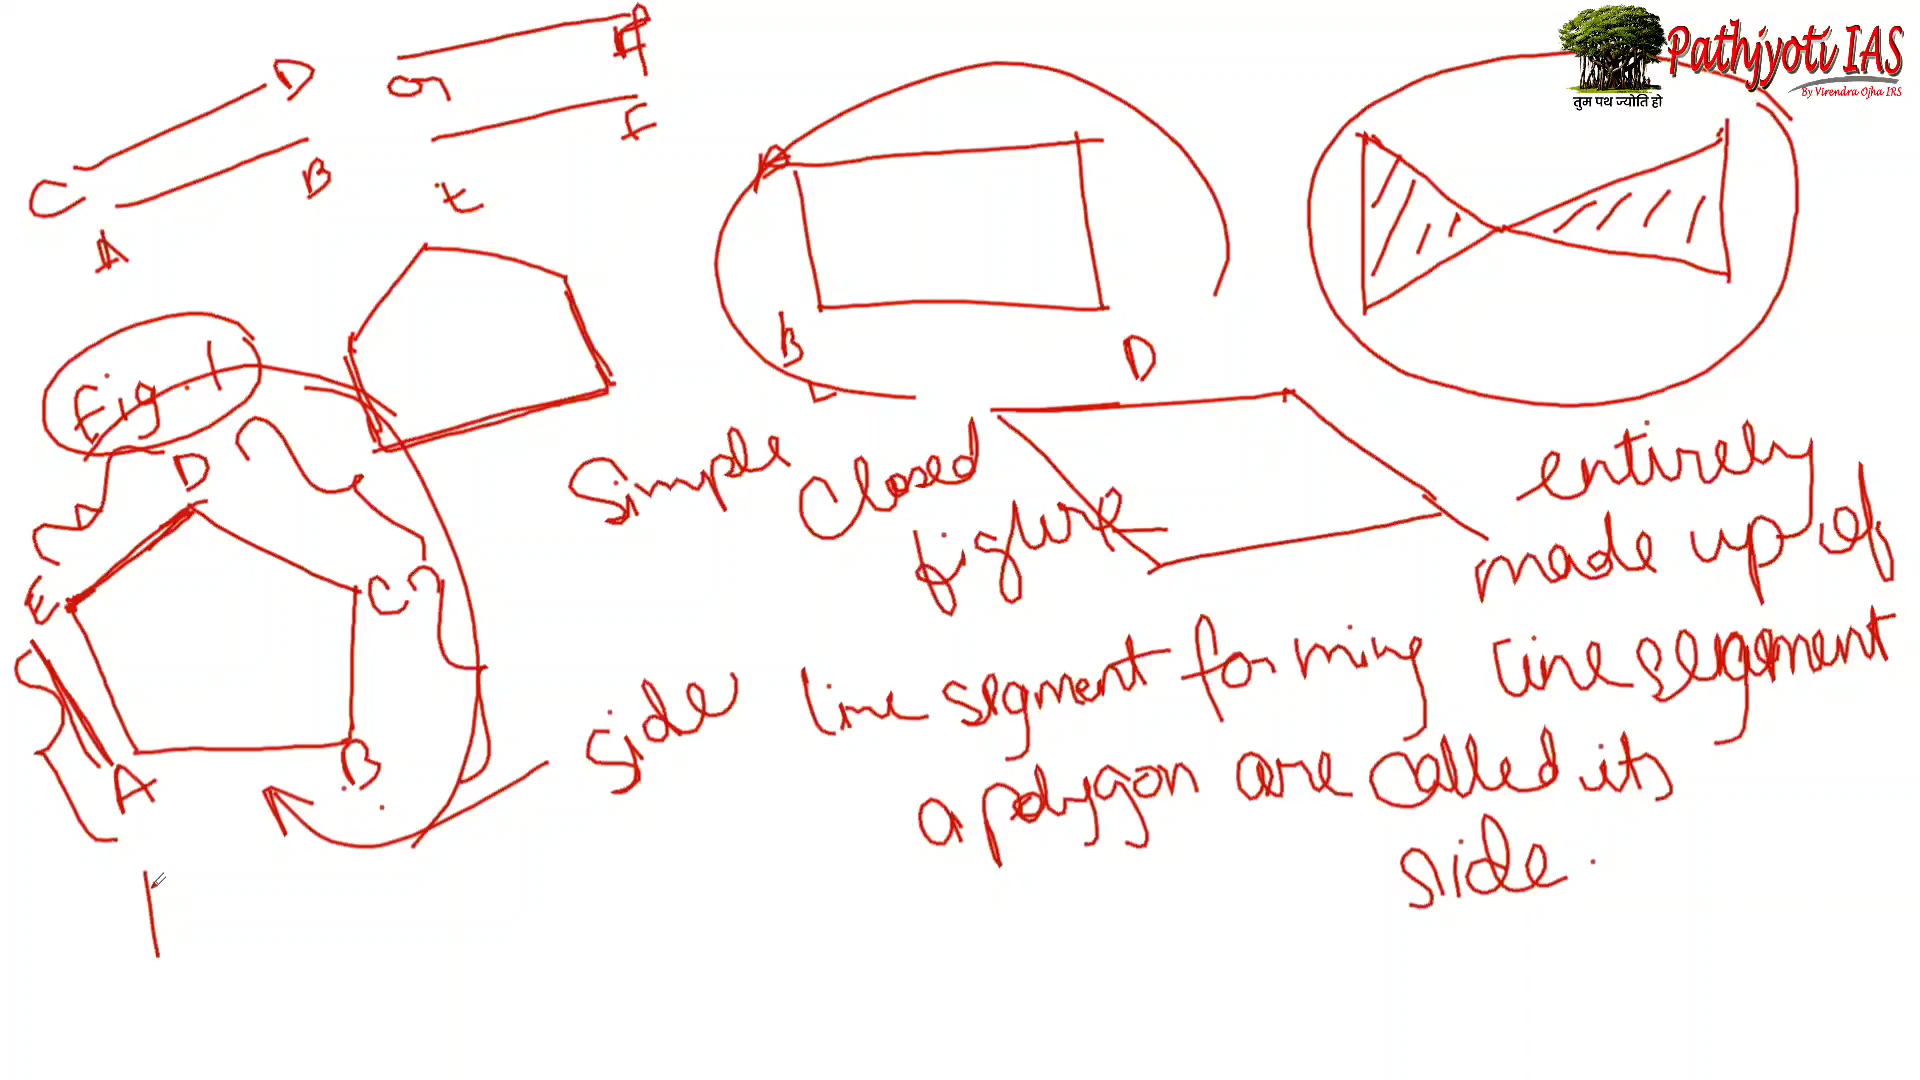 Pathjyoti IAS
By Virendra Ojha IRS
तुम पथ ज्योति हो
D
C
A
B
F
A
B
D
Fig. 1
D
E
C
A
B
Simple closed
figure
entirely
made up of
line segment
side
line segment forming
a polygon are called its
side.